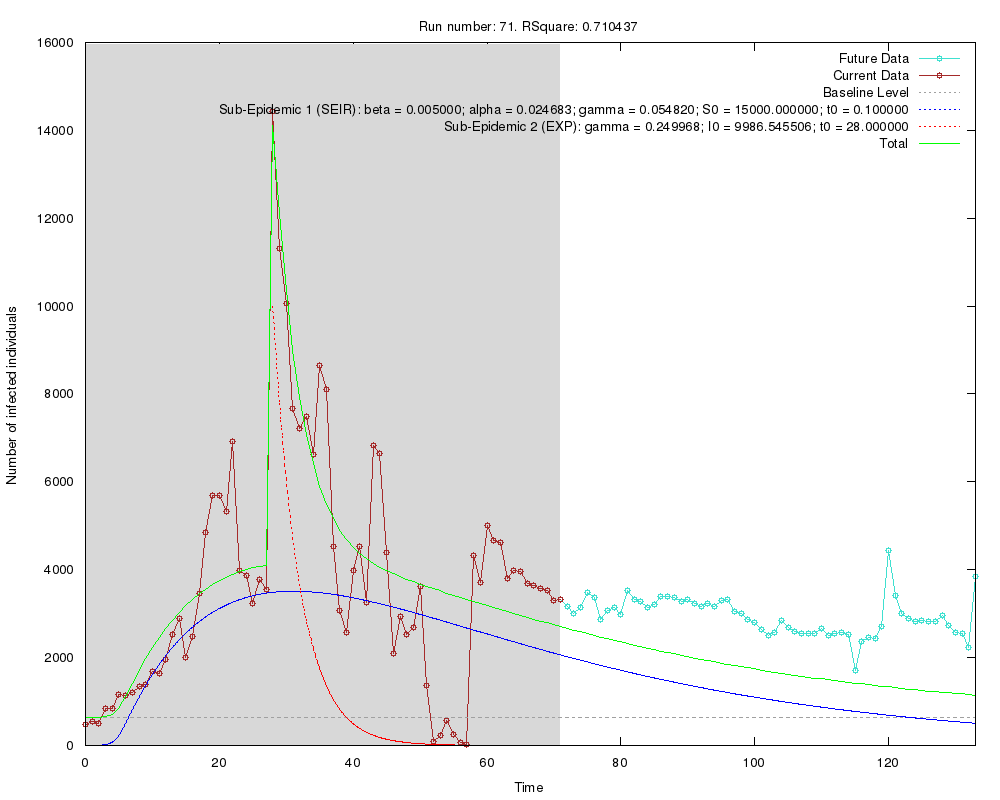 Run number: 71. RSquare: 0.710437
16000
14000
12000
10000
8000
6000
4000
2000
0
Number of infected individuals
Future Data
Current Data
Baseline Level
Sub-Epidemic 1 (SEIR): beta = 0.005000; alpha = 0.024683; gamma = 0.054820; S0 = 15000.000000; t0 = 0.100000
Sub-Epidemic 2 (EXP): gamma = 0.249968; I0 = 9986.545506; t0 = 28.000000
Total
0 20 40 60 80 100 120
Time